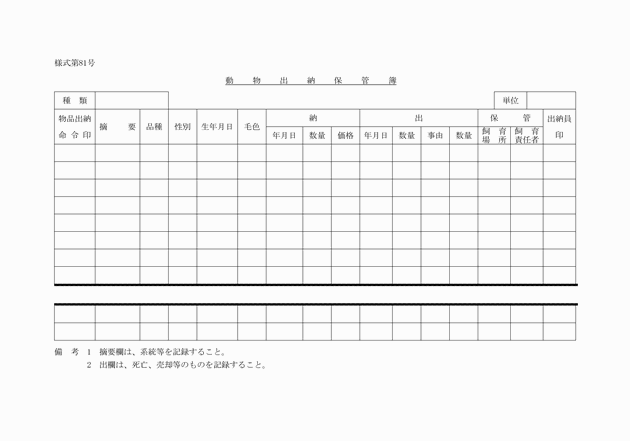 様式第81号
動物出納保管簿
種類 単位
物品出納 摘要 品種 性別 生年月日 毛色 納 出 保管 出納員
命令印 年月日 数量 価格 年月日 数量 事由 数量 飼育場所 飼育責任者 印
備考 1 摘要欄は、系統等を記録すること。
2 出欄は、死亡、売却等のものを記録すること。